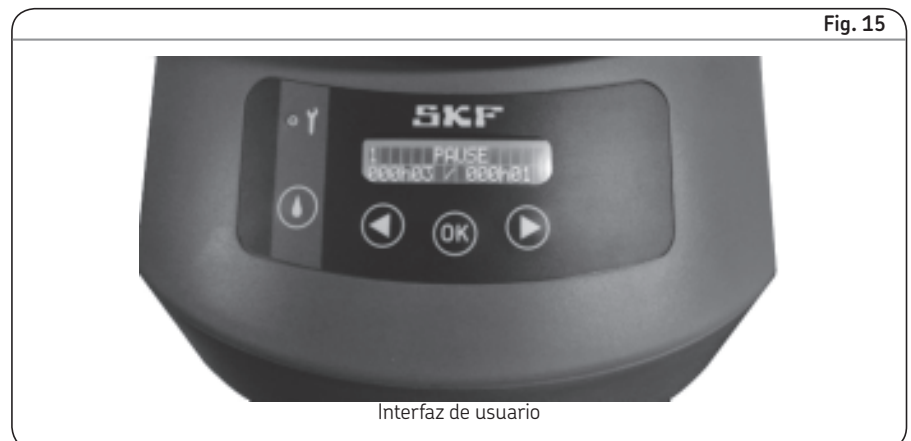 Fig. 15
SKF
1 PAUSE
000h03 / 000h01
OK
Interfaz de usuario